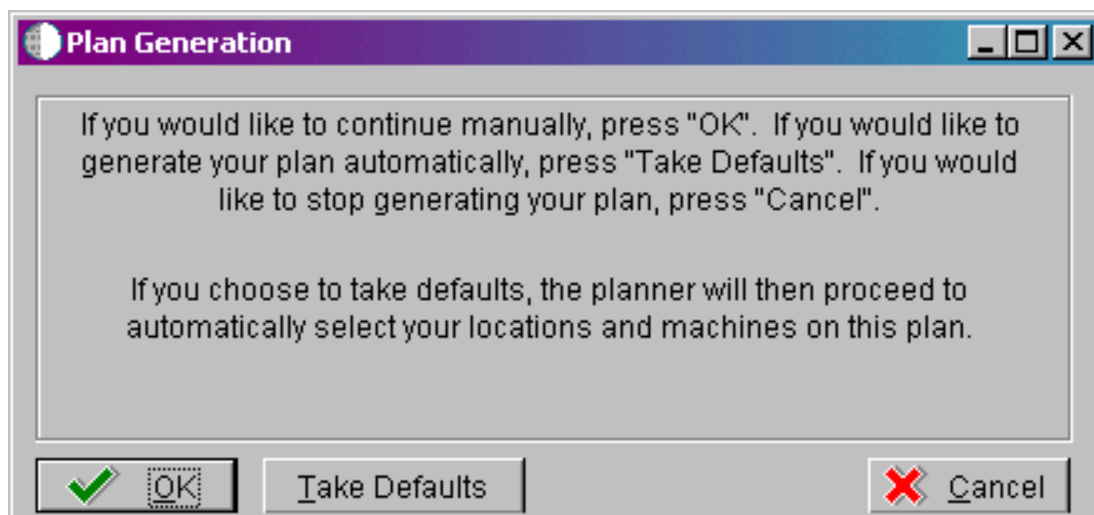 Plan Generation
If you would like to continue manually, press "OK".  If you would like to
generate your plan automatically, press "Take Defaults".  If you would
like to stop generating your plan, press "Cancel".
If you choose to take defaults, the planner will then proceed to
automatically select your locations and machines on this plan.
OK
Take Defaults
Cancel